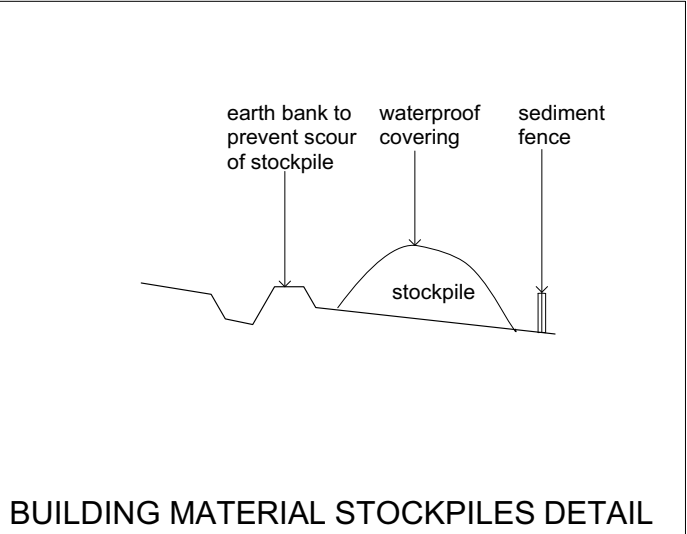 earth bank to
prevent scour
of stockpile
waterproof
covering
sediment
fence
stockpile
BUILDING MATERIAL STOCKPILES DETAIL